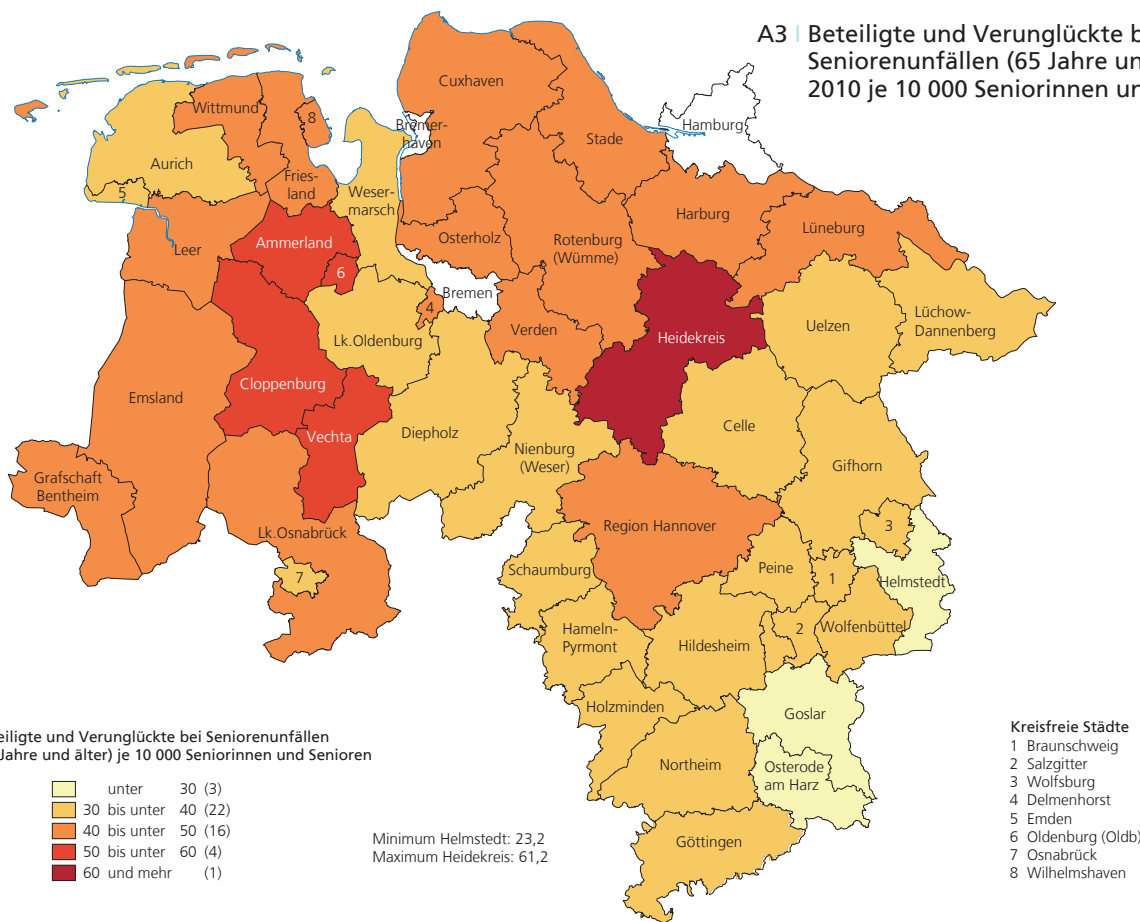 A3 | Beteiligte und Verunglückte b
Seniorenunfällen (65 Jahre un
2010 je 10 000 Seniorinnen un
Cuxhaven
Wittmund
8
Bremer-
haven
Hamburg
Stade
Aurich
5
Fries-
land
Weser-
marsch
Harburg
Lüneburg
Ammerland
Osterholz
Rotenburg
(Wümme)
Leer
6
Bremen
4
Lüchow-
Dannenberg
Uelzen
Verden
Heidekreis
Lk.Oldenburg
Cloppenburg
Emsland
Celle
Vechta
Diepholz
Nienburg
(Weser)
Gifhorn
Grafschaft
Bentheim
Region Hannover
3
Lk.Osnabrück
Schaumburg
Peine
7
1
Helmstedt
Hameln-
Pyrmont
2
Wolfenbüttel
Hildesheim
Holzminden
Goslar
Northeim
Osterode
am Harz
Göttingen
eiligte und Verunglückte bei Seniorenunfällen
Jahre und älter) je 10 000 Seniorinnen und Senioren
unter 30 (3)
30 bis unter 40 (22)
40 bis unter 50 (16)
50 bis unter 60 (4)
60 und mehr (1)
Minimum Helmstedt: 23,2
Maximum Heidekreis: 61,2
Kreisfreie Städte
1 Braunschweig
2 Salzgitter
3 Wolfsburg
4 Delmenhorst
5 Emden
6 Oldenburg (Oldb)
7 Osnabrück
8 Wilhelmshaven